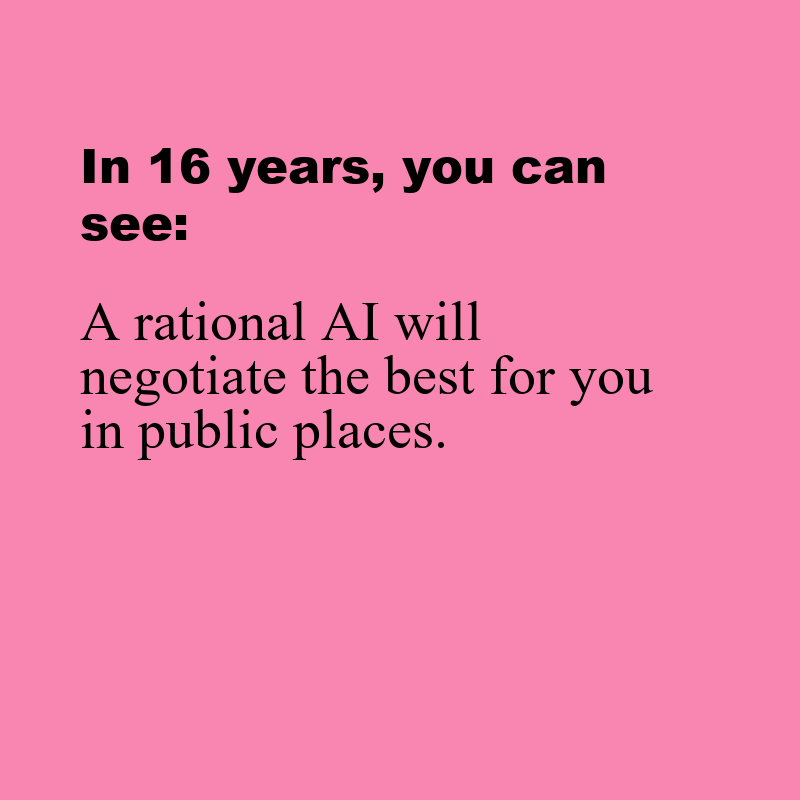 In 16 years, you can
see:
A rational AI will
negotiate the best for you
in public places.